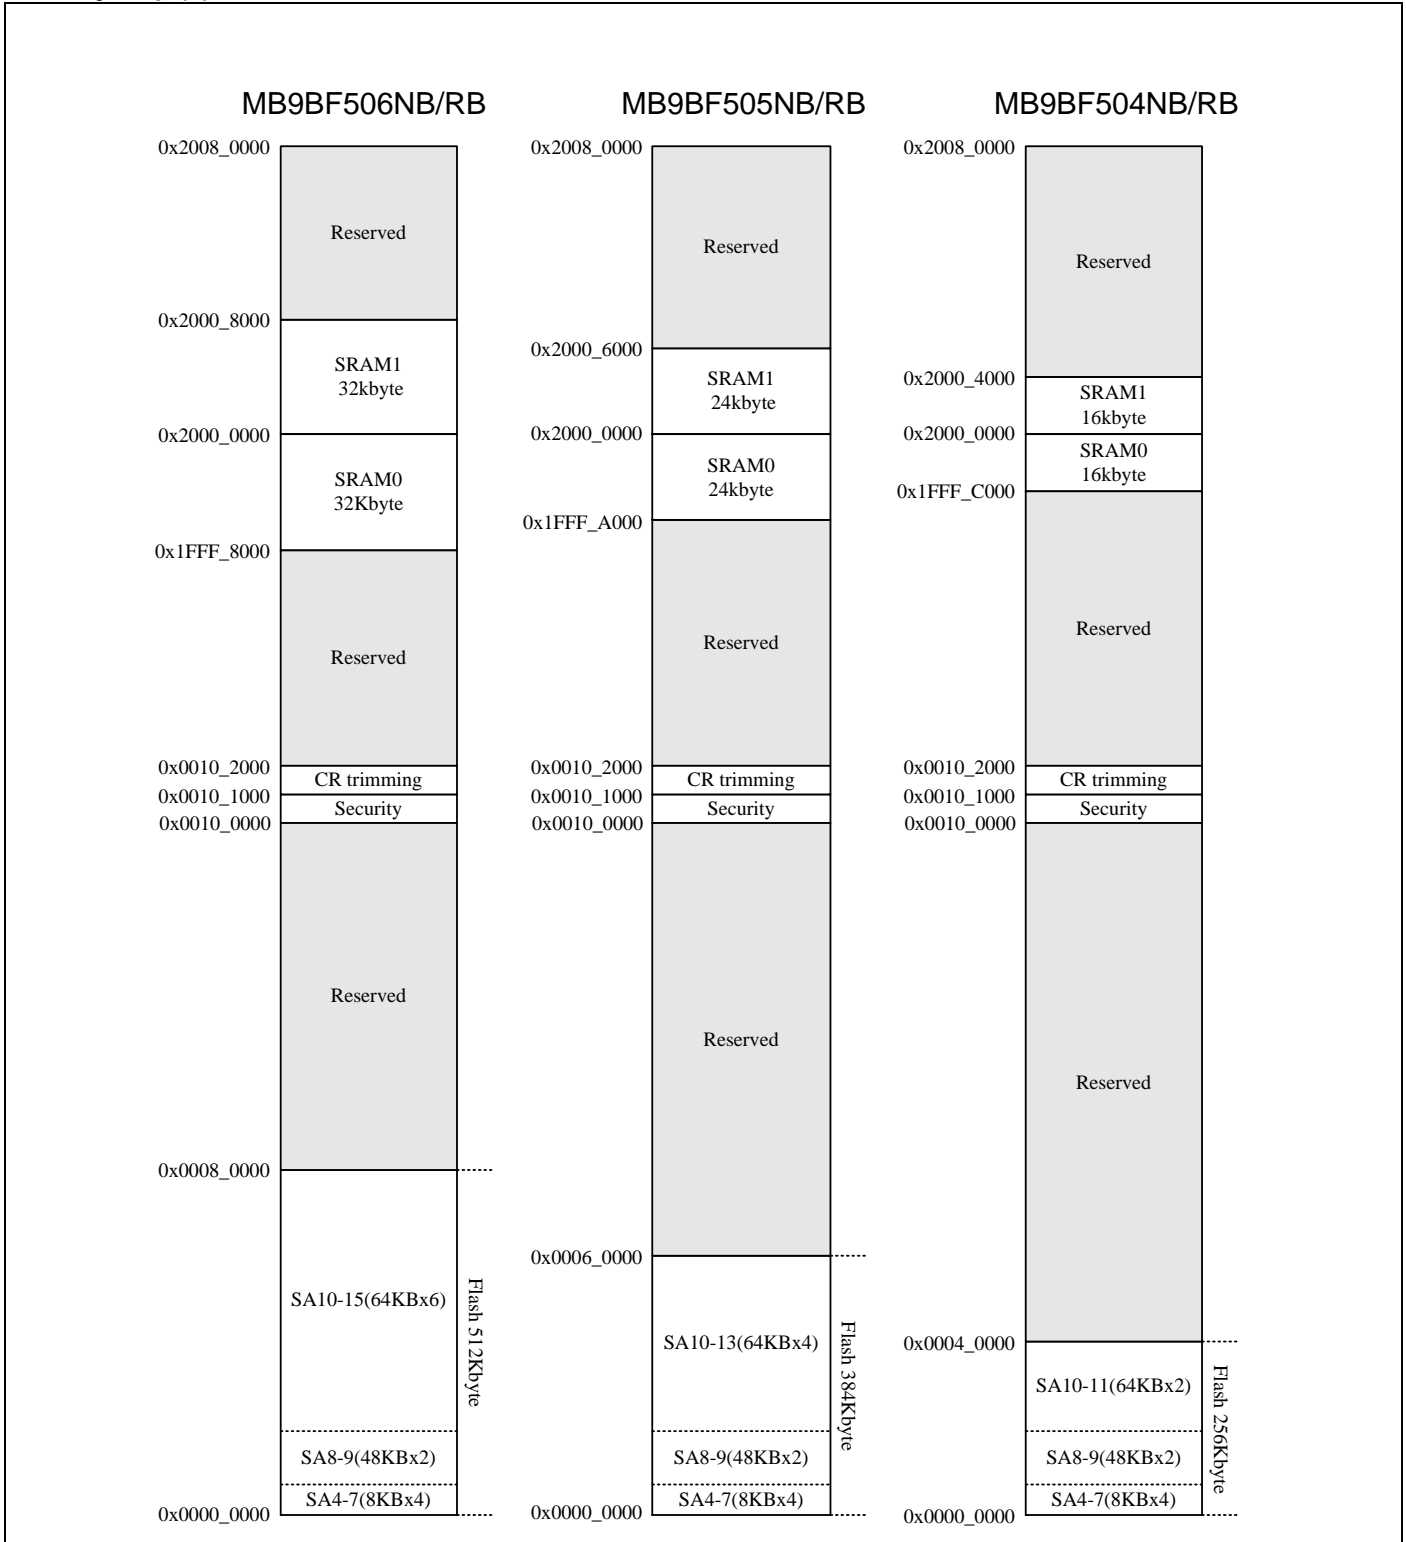 MB9BF506NB/RB
0x2008_0000
Reserved
0x2000_8000
SRAM1
32kbyte
0x2000_0000
SRAM0
32Kbyte
0x1FFF_8000
Reserved
0x0010_2000
CR trimming
0x0010_1000
Security
0x0010_0000
Reserved
0x0008_0000
SA10-15(64KBx6)
Flash 512Kbyte
SA8-9(48KBx2)
SA4-7(8KBx4)
0x0000_0000
MB9BF505NB/RB
0x2008_0000
Reserved
0x2000_6000
SRAM1
24kbyte
0x2000_0000
SRAM0
24kbyte
0x1FFF_A000
Reserved
0x0010_2000
CR trimming
0x0010_1000
Security
0x0010_0000
Reserved
0x0006_0000
SA10-13(64KBx4)
Flash 384Kbyte
SA8-9(48KBx2)
SA4-7(8KBx4)
0x0000_0000
MB9BF504NB/RB
0x2008_0000
Reserved
0x2000_4000
SRAM1
16kbyte
0x2000_0000
SRAM0
16kbyte
0x1FFF_C000
Reserved
0x0010_2000
CR trimming
0x0010_1000
Security
0x0010_0000
Reserved
0x0004_0000
SA10-11(64KBx2)
Flash 256Kbyte
SA8-9(48KBx2)
SA4-7(8KBx4)
0x0000_0000